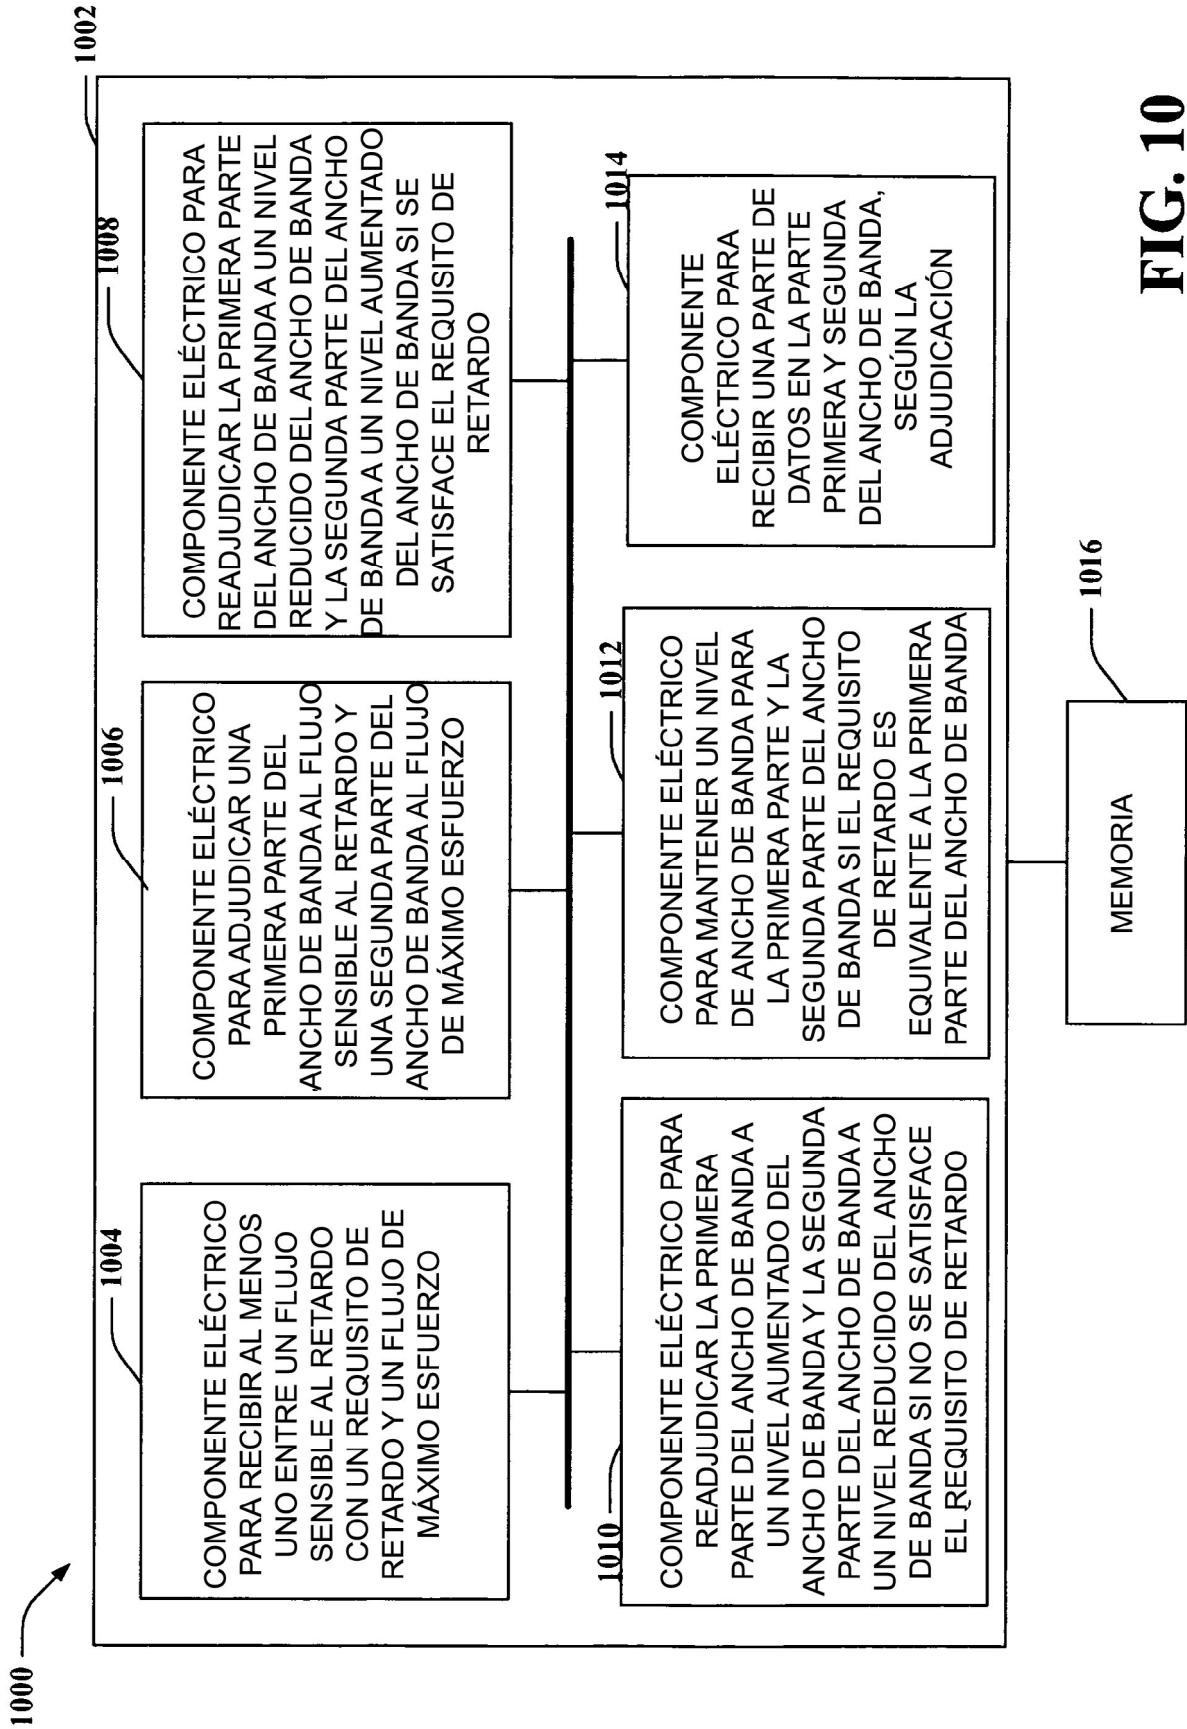 1000
1002
1004
COMPONENTE ELÉCTRICO
PARA RECIBIR AL MENOS
UNO ENTRE UN FLUJO
SENSIBLE AL RETARDO
CON UN REQUISITO DE
RETARDO Y UN FLUJO DE
MÁXIMO ESFUERZO
1006
COMPONENTE ELÉCTRICO
PARA ADJUDICAR UNA
PRIMERA PARTE DEL
ANCHO DE BANDA AL FLUJO
SENSIBLE AL RETARDO Y
UNA SEGUNDA PARTE DEL
ANCHO DE BANDA AL FLUJO
DE MÁXIMO ESFUERZO
1008
COMPONENTE ELÉCTRICO PARA
READJUDICAR LA PRIMERA PARTE
DEL ANCHO DE BANDA A UN NIVEL
REDUCIDO DEL ANCHO DE BANDA
Y LA SEGUNDA PARTE DEL ANCHO
DE BANDA A UN NIVEL AUMENTADO
DEL ANCHO DE BANDA SI SE
SATISFACE EL REQUISITO DE
RETARDO
1010
COMPONENTE ELÉCTRICO PARA
READJUDICAR LA PRIMERA
PARTE DEL ANCHO DE BANDA A
UN NIVEL AUMENTADO DEL
ANCHO DE BANDA Y LA SEGUNDA
PARTE DEL ANCHO DE BANDA A
UN NIVEL REDUCIDO DEL ANCHO
DE BANDA SI NO SE SATISFACE
EL REQUISITO DE RETARDO
1012
COMPONENTE ELÉCTRICO
PARA MANTENER UN NIVEL
DE ANCHO DE BANDA PARA
LA PRIMERA PARTE Y LA
SEGUNDA PARTE DEL ANCHO
DE BANDA SI EL REQUISITO
DE RETARDO ES
EQUIVALENTE A LA PRIMERA
PARTE DEL ANCHO DE BANDA
1014
COMPONENTE
ELÉCTRICO PARA
RECIBIR UNA PARTE DE
DATOS EN LA PARTE
PRIMERA Y SEGUNDA
DEL ANCHO DE BANDA,
SEGÚN LA
ADJUDICACIÓN
1016
MEMORIA
FIG. 10